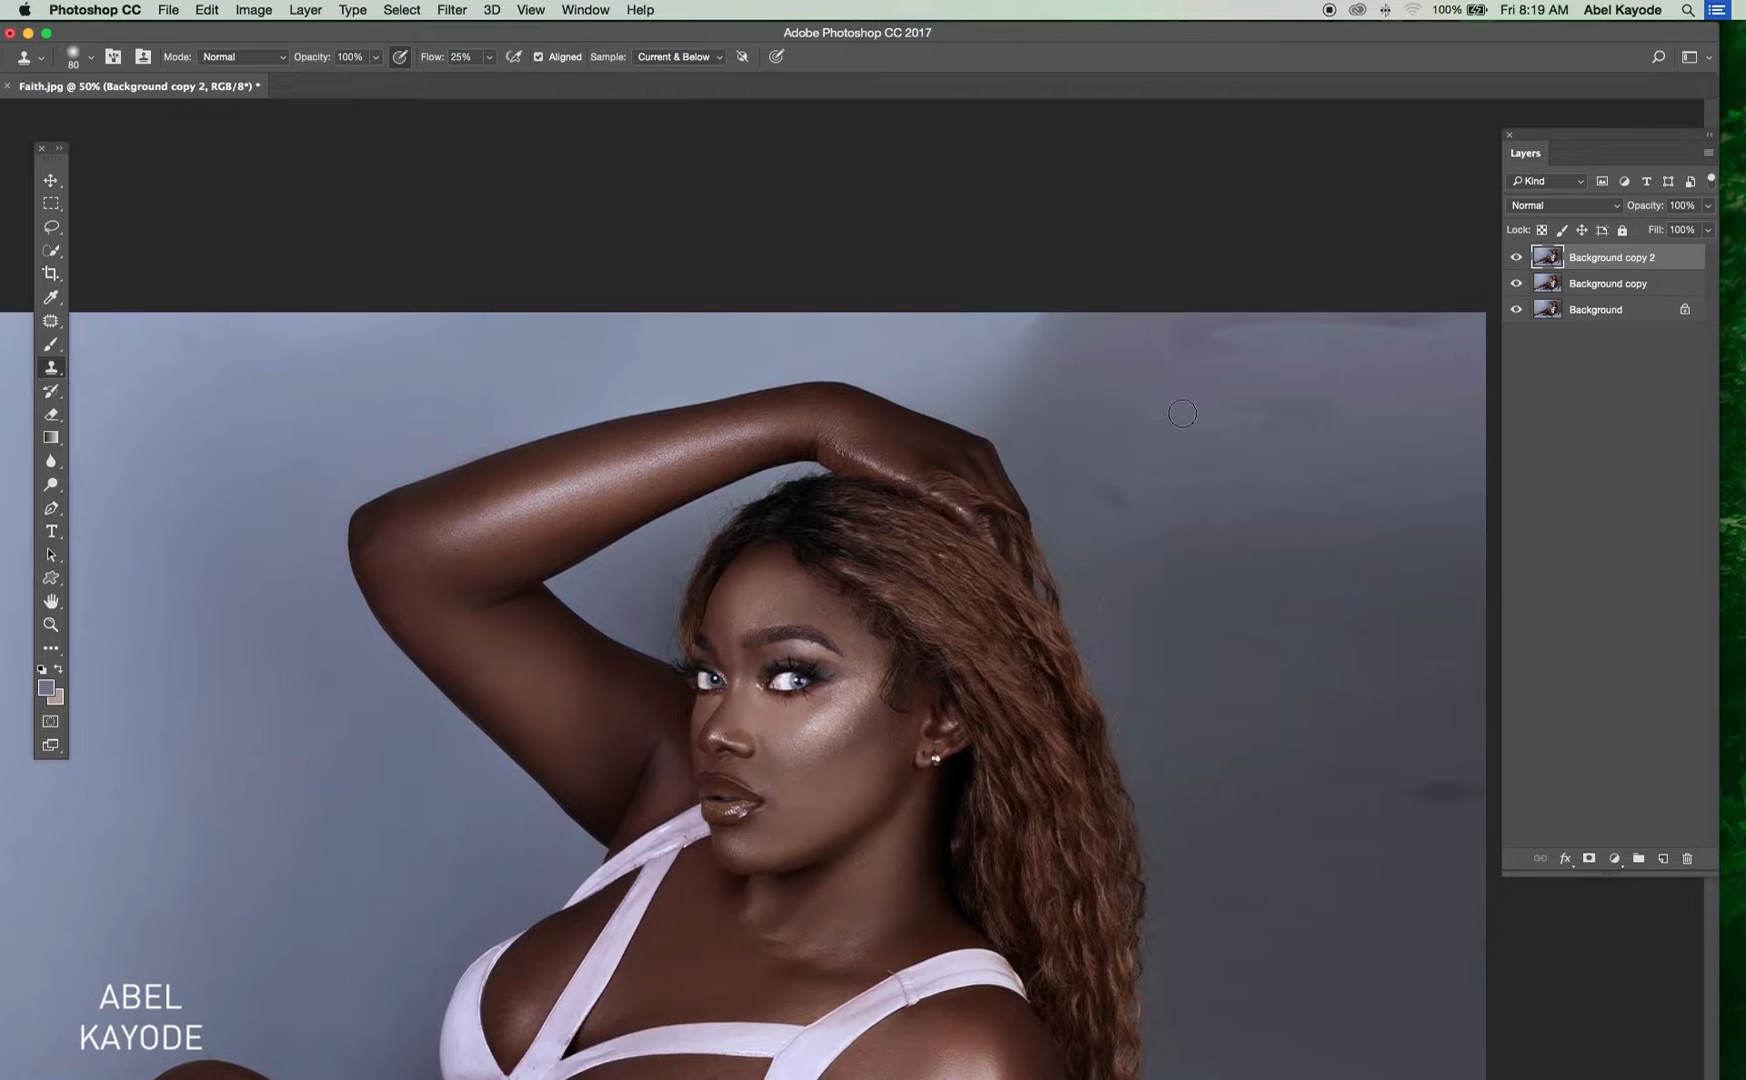 Photoshop CC File Edit Image Layer Type Select Filter 3D View Window Help 100% Fri 8:19 AM Abel Kayode
Adobe Photoshop CC 2017
80 Mode: Normal Opacity: 100% Flow: 25% Aligned Sample: Current & Below
Faith.jpg @ 50% (Background copy 2, RGB/8*) *
Layers
Kind
Normal Opacity: 100%
Lock: Fill: 100%
Background copy 2
Background copy
Background
fx
ABEL
KAYODE